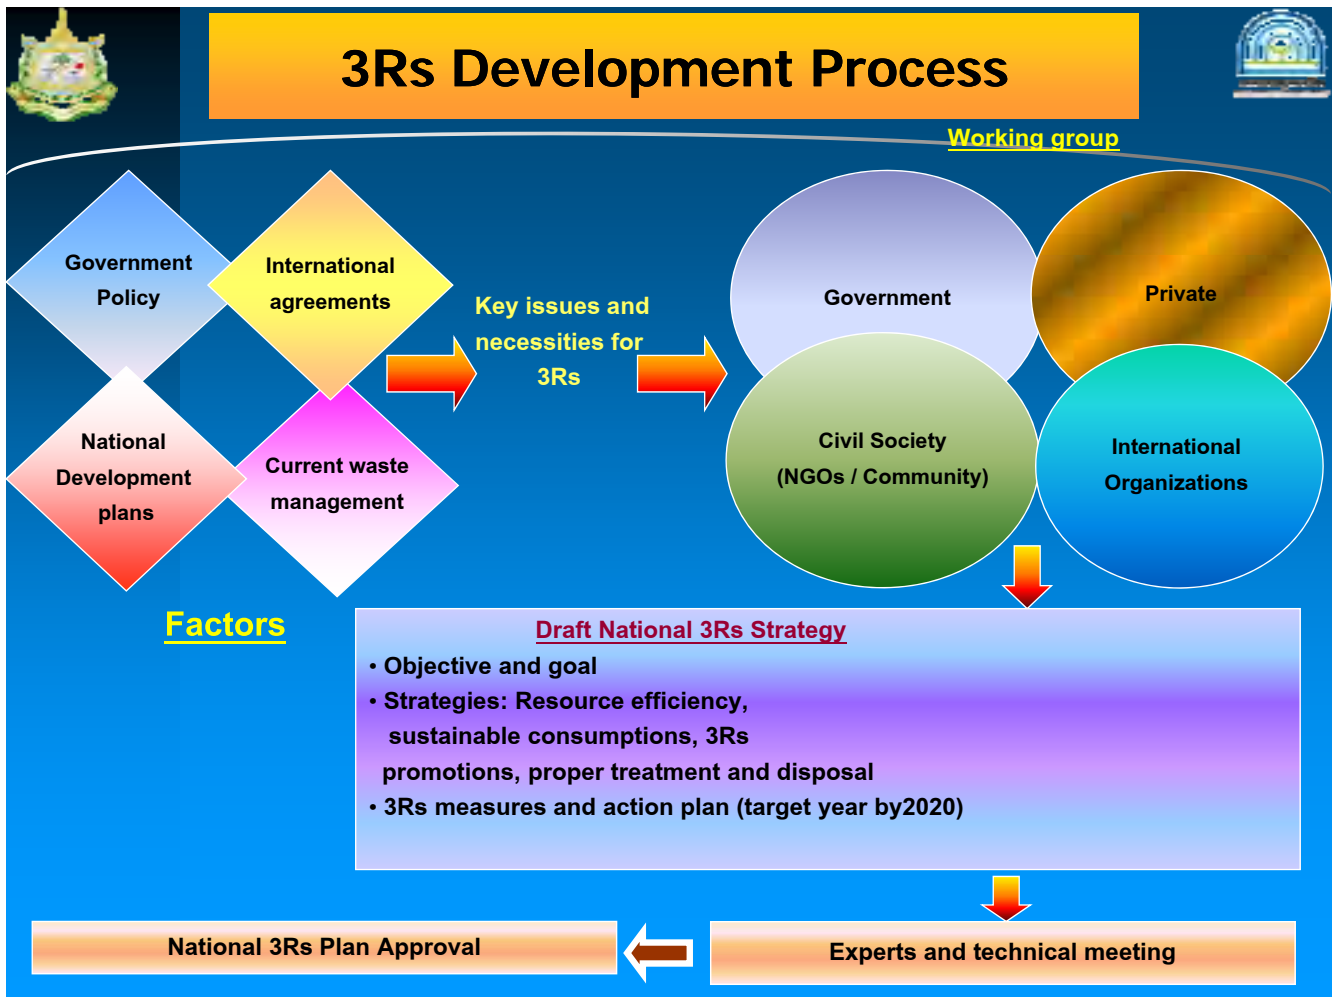 3Rs Development Process
Working group
Government
Policy
International
agreements
National
Development
plans
Current waste
management
Factors
Key issues and
necessities for
3Rs
Government
Private
Civil Society
(NGOs / Community)
International
Organizations
Draft National 3Rs Strategy
• Objective and goal
• Strategies: Resource efficiency,
sustainable consumptions, 3Rs
promotions, proper treatment and disposal
• 3Rs measures and action plan (target year by2020)
Experts and technical meeting
National 3Rs Plan Approval